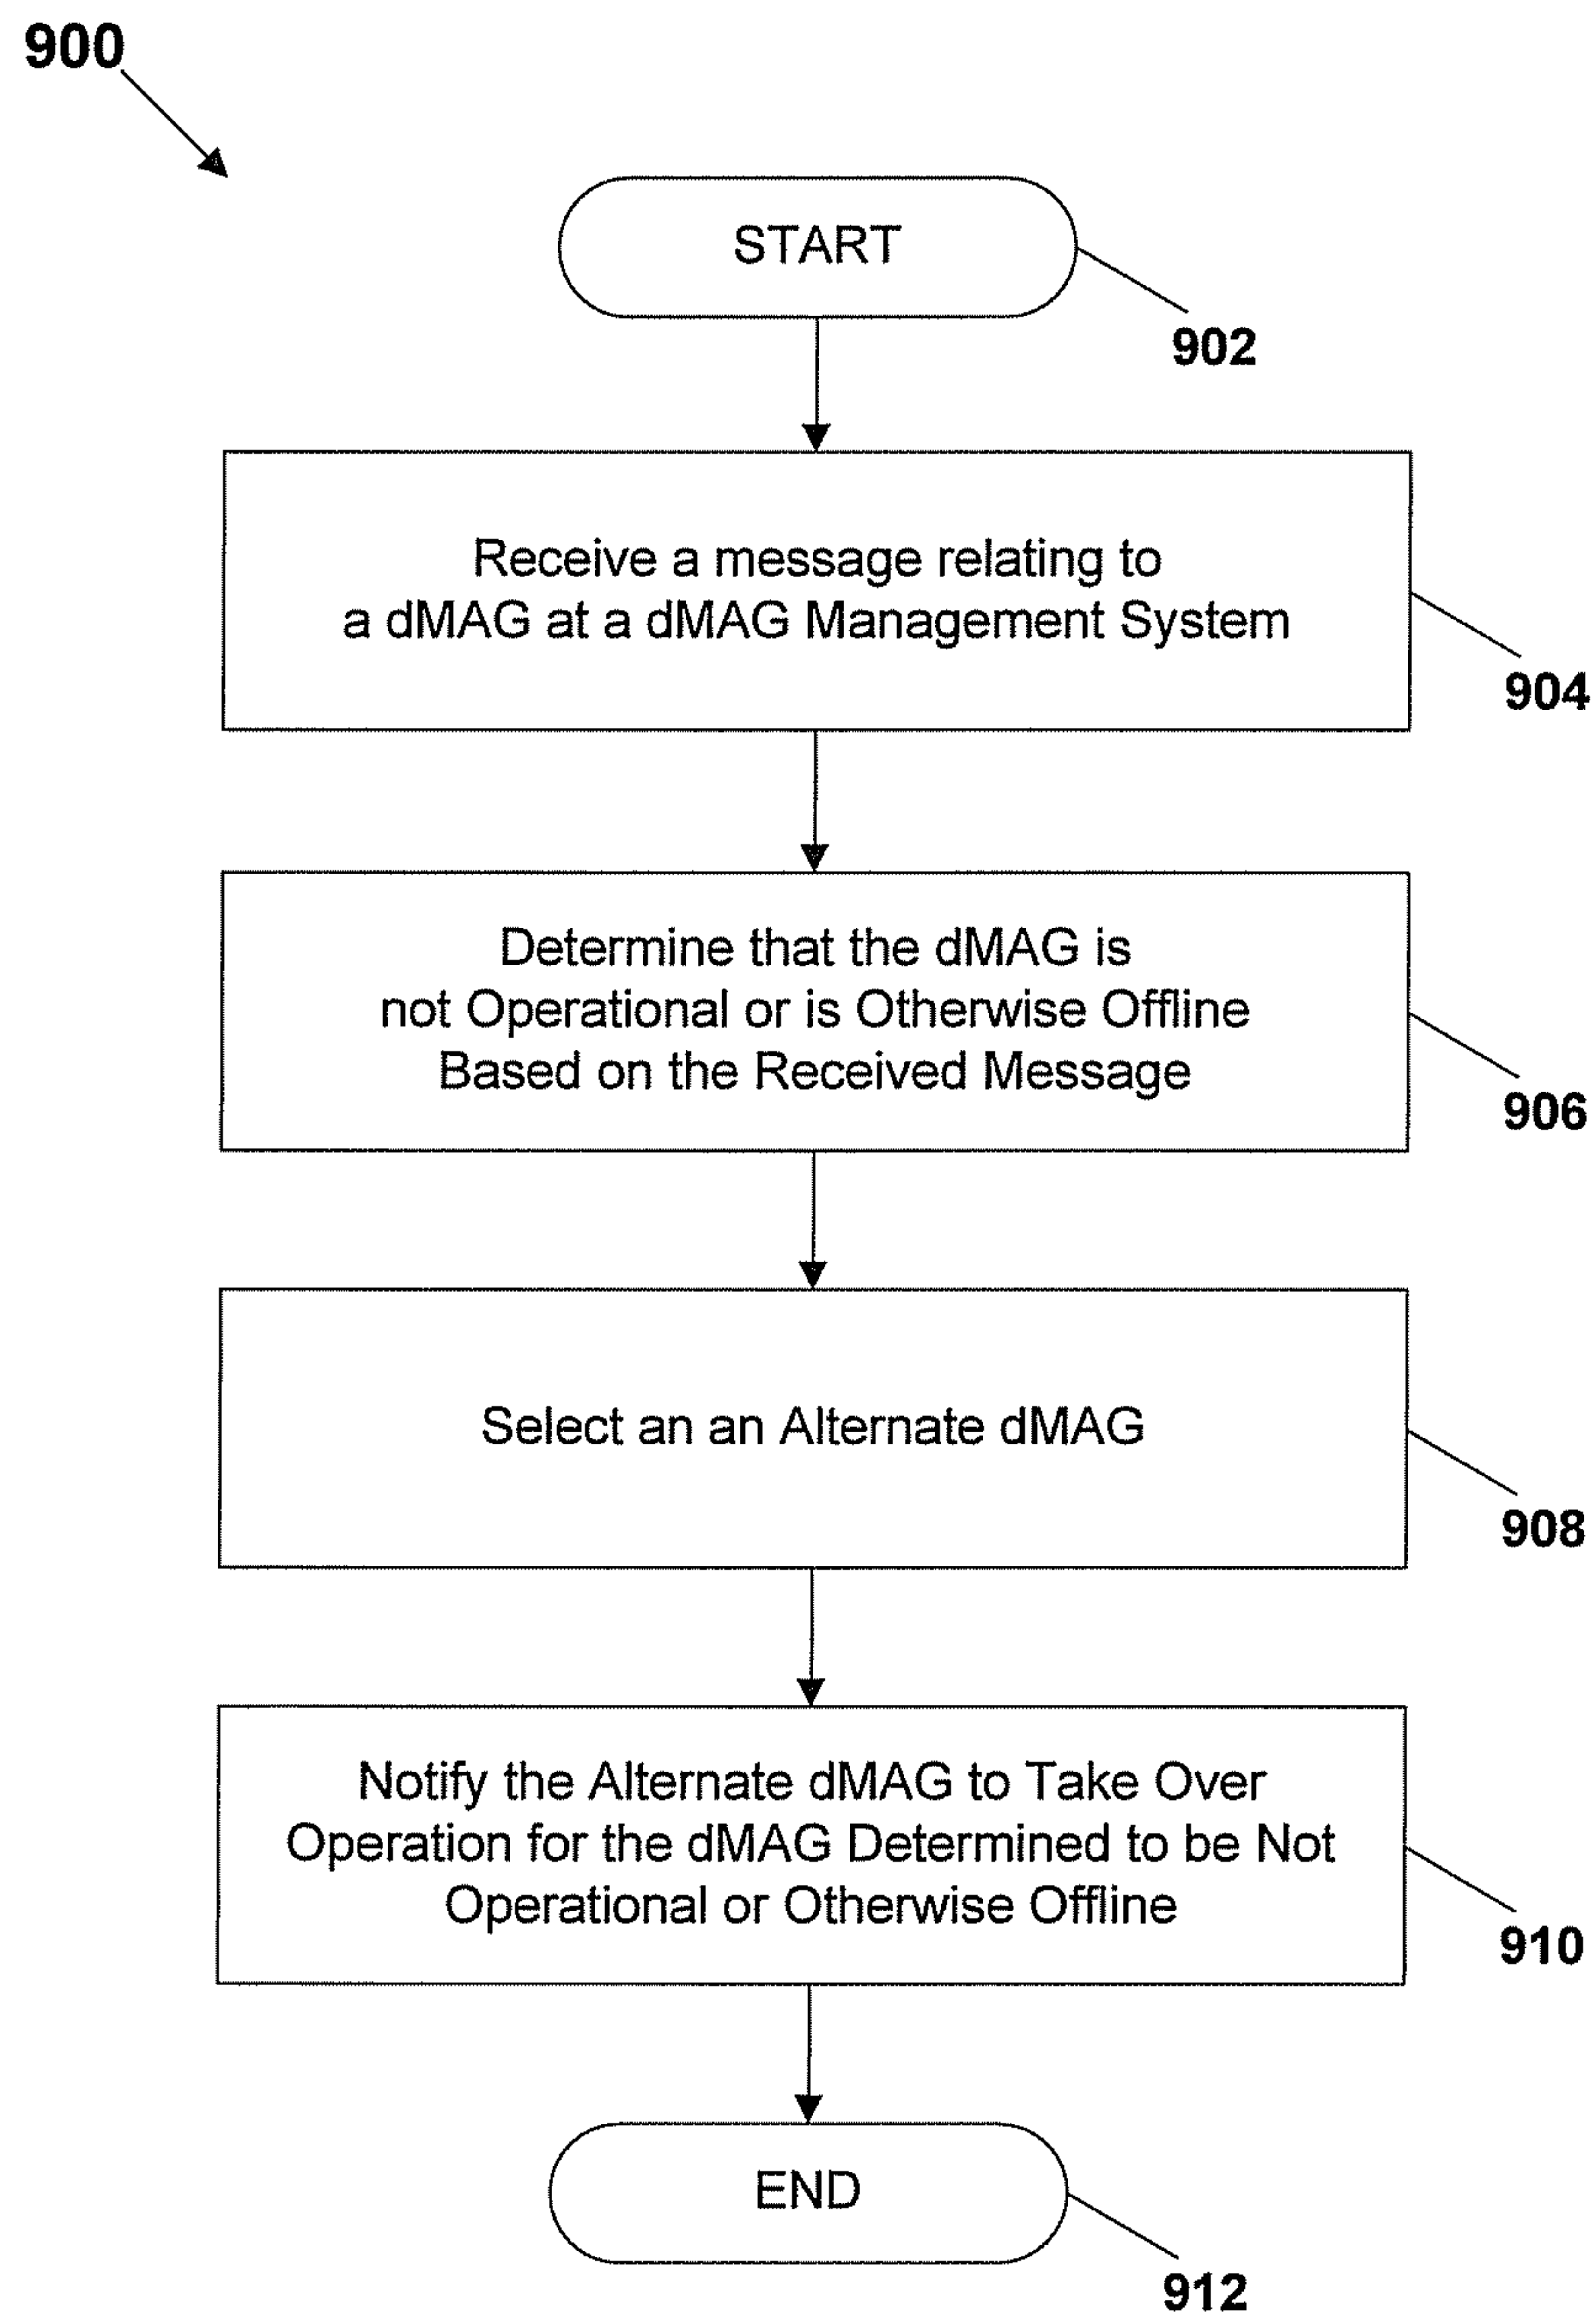 900
START
902
Receive a message relating to
a dMAG at a dMAG Management System
904
Determine that the dMAG is
not Operational or is Otherwise Offline
Based on the Received Message
906
Select an an Alternate dMAG
908
Notify the Alternate dMAG to Take Over
Operation for the dMAG Determined to be Not
Operational or Otherwise Offline
910
END
912